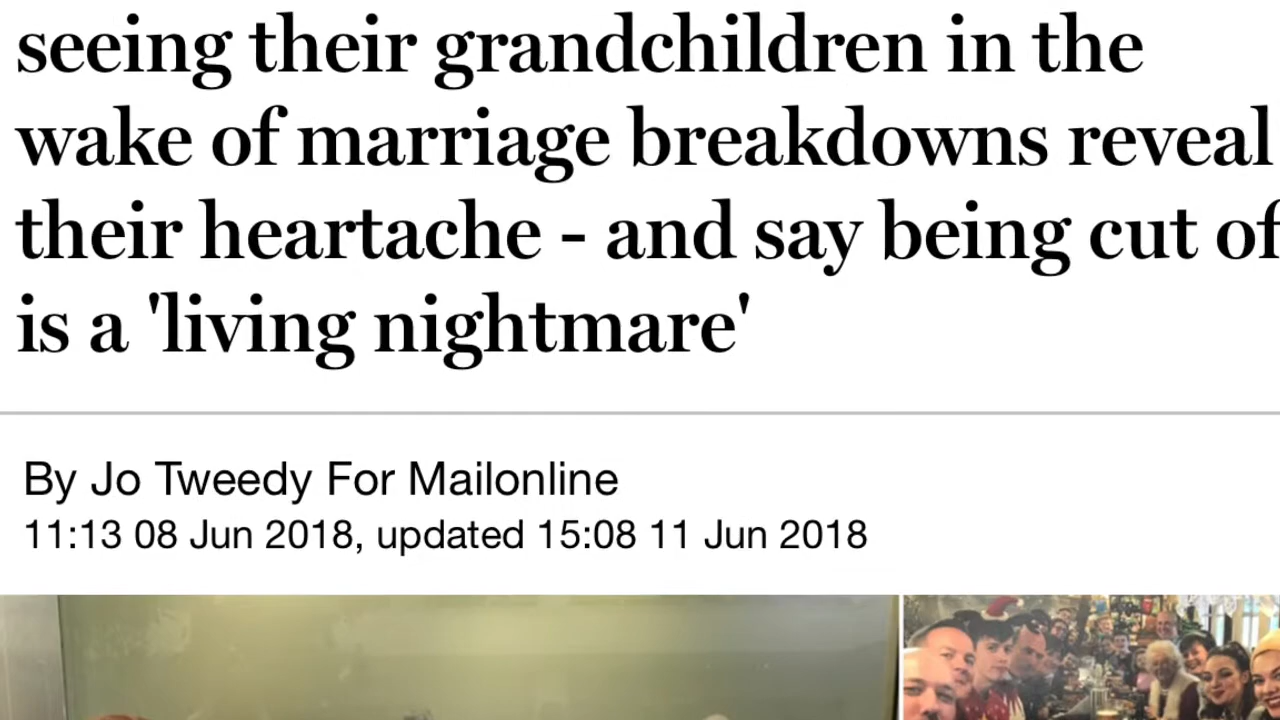 seeing their grandchildren in the
wake of marriage breakdowns reveal
their heartache - and say being cut of
is a 'living nightmare'
By Jo Tweedy For Mailonline
11:13 08 Jun 2018, updated 15:08 11 Jun 2018